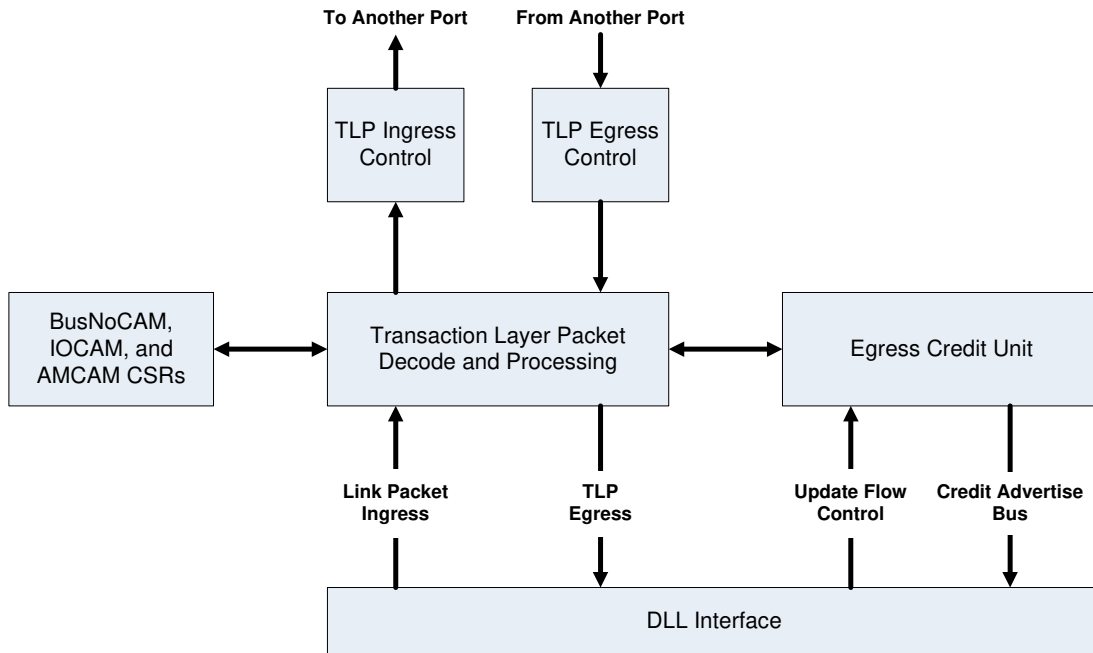 To Another Port
From Another Port
TLP Ingress
Control
TLP Egress
Control
BusNoCAM,
IOCAM, and
AMCAM CSRs
Transaction Layer Packet
Decode and Processing
Egress Credit Unit
Link Packet
Ingress
TLP
Egress
Update Flow
Control
Credit Advertise
Bus
DLL Interface